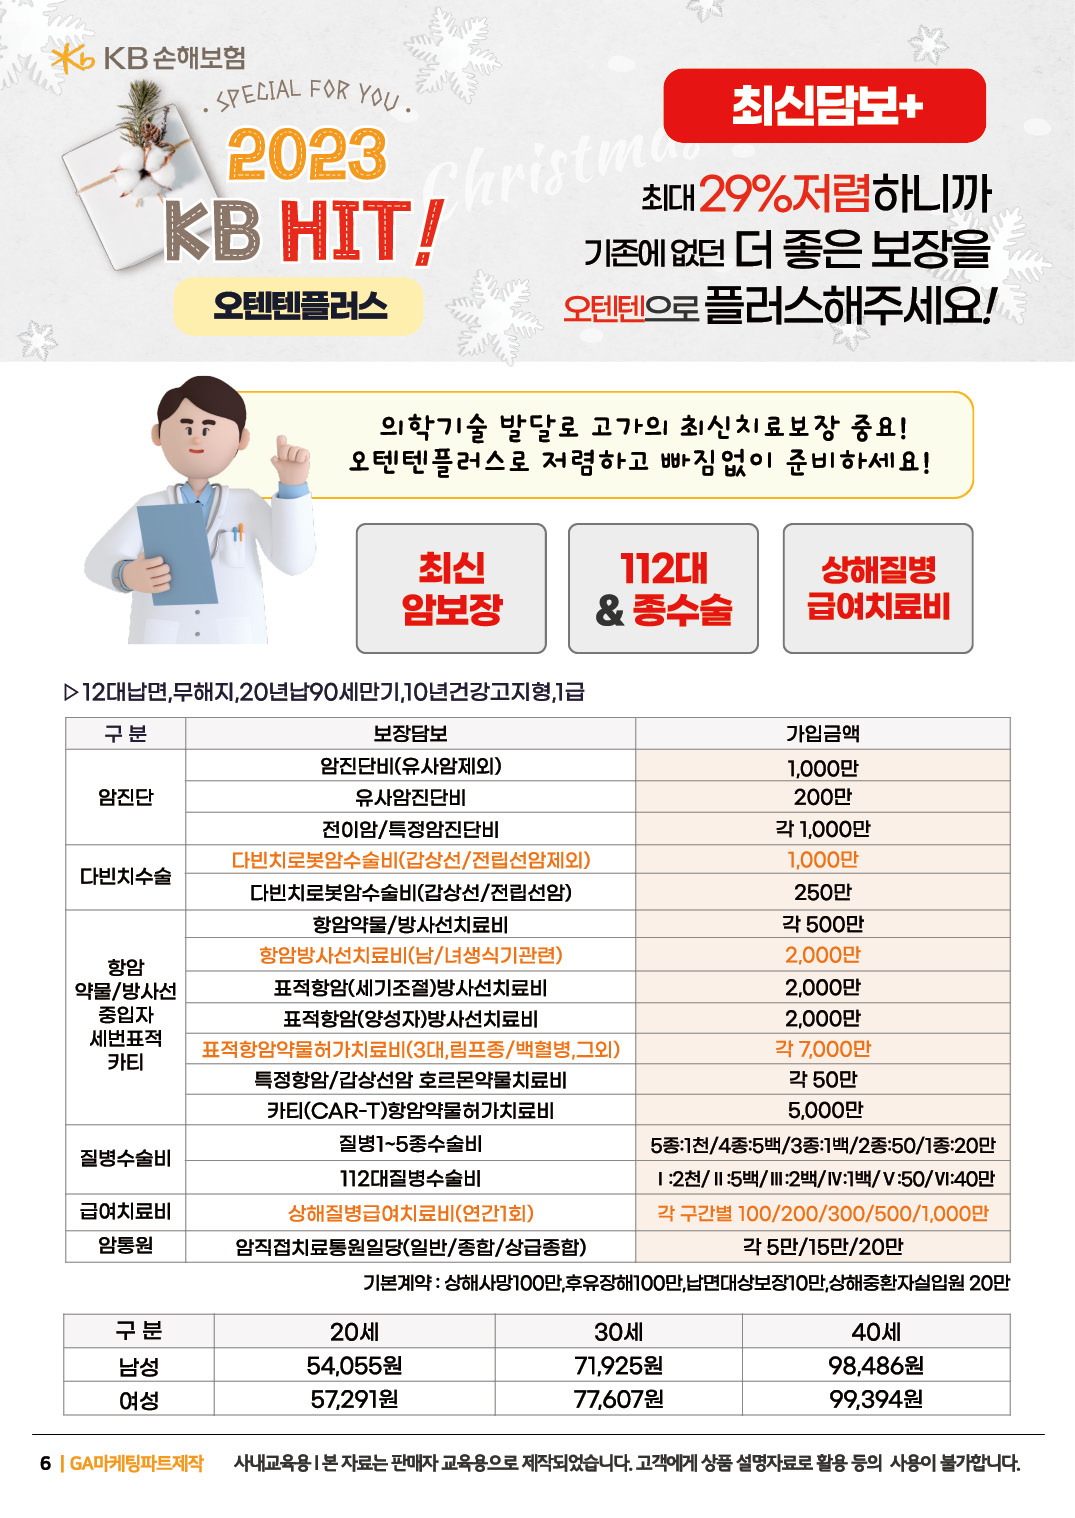 KB 손해보험
· SPECIAL FOR YOU ·
2023
KB HIT!
오텐텐플러스
Christmas
최신담보+
최대 29%저렴하니까
기존에 없던 더 좋은 보장을
오텐텐으로 플러스해주세요!
의학기술 발달로 고가의 최신치료보장 중요!
오텐텐플러스로 저렴하고 빠짐없이 준비하세요!
최신
암보장
112대
& 종수술
상해질병
급여치료비
▷12대납면,무해지,20년납90세만기,10년건강고지형,1급
구 분 보장담보 가입금액
암진단
암진단비(유사암제외) 1,000만
유사암진단비 200만
전이암/특정암진단비 각 1,000만
다빈치수술
다빈치로봇암수술비(갑상선/전립선암제외) 1,000만
다빈치로봇암수술비(갑상선/전립선암) 250만
항암
약물/방사선
중입자
세번표적
카티
항암약물/방사선치료비 각 500만
항암방사선치료비(남/녀생식기관련) 2,000만
표적항암(세기조절)방사선치료비 2,000만
표적항암(양성자)방사선치료비 2,000만
표적항암약물허가치료비(3대,림프종/백혈병,그외) 각 7,000만
특정항암/갑상선암 호르몬약물치료비 각 50만
카티(CAR-T)항암약물허가치료비 5,000만
질병수술비
질병1~5종수술비 5종:1천/4종:5백/3종:1백/2종:50/1종:20만
112대질병수술비 Ⅰ:2천/Ⅱ:5백/Ⅲ:2백/Ⅳ:1백/Ⅴ:50/Ⅵ:40만
급여치료비 상해질병급여치료비(연간1회) 각 구간별 100/200/300/500/1,000만
암통원 암직접치료통원일당(일반/종합/상급종합) 각 5만/15만/20만
기본계약 : 상해사망100만,후유장해100만,납면대상보장10만,상해중환자실입원 20만
구 분 20세 30세 40세
남성 54,055원 71,925원 98,486원
여성 57,291원 77,607원 99,394원
6 | GA마케팅파트제작 사내교육용 I 본 자료는 판매자 교육용으로 제작되었습니다. 고객에게 상품 설명자료로 활용 등의 사용이 불가합니다.